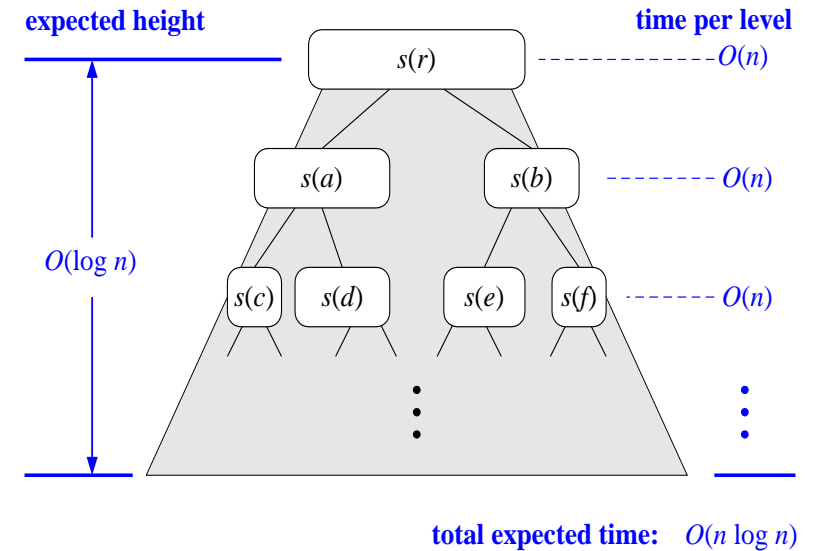 expected height
time per level
s(r)
O(n)
s(a)
s(b)
O(n)
O(log n)
s(c)
s(d)
s(e)
s(f)
O(n)
total expected time: O(n log n)